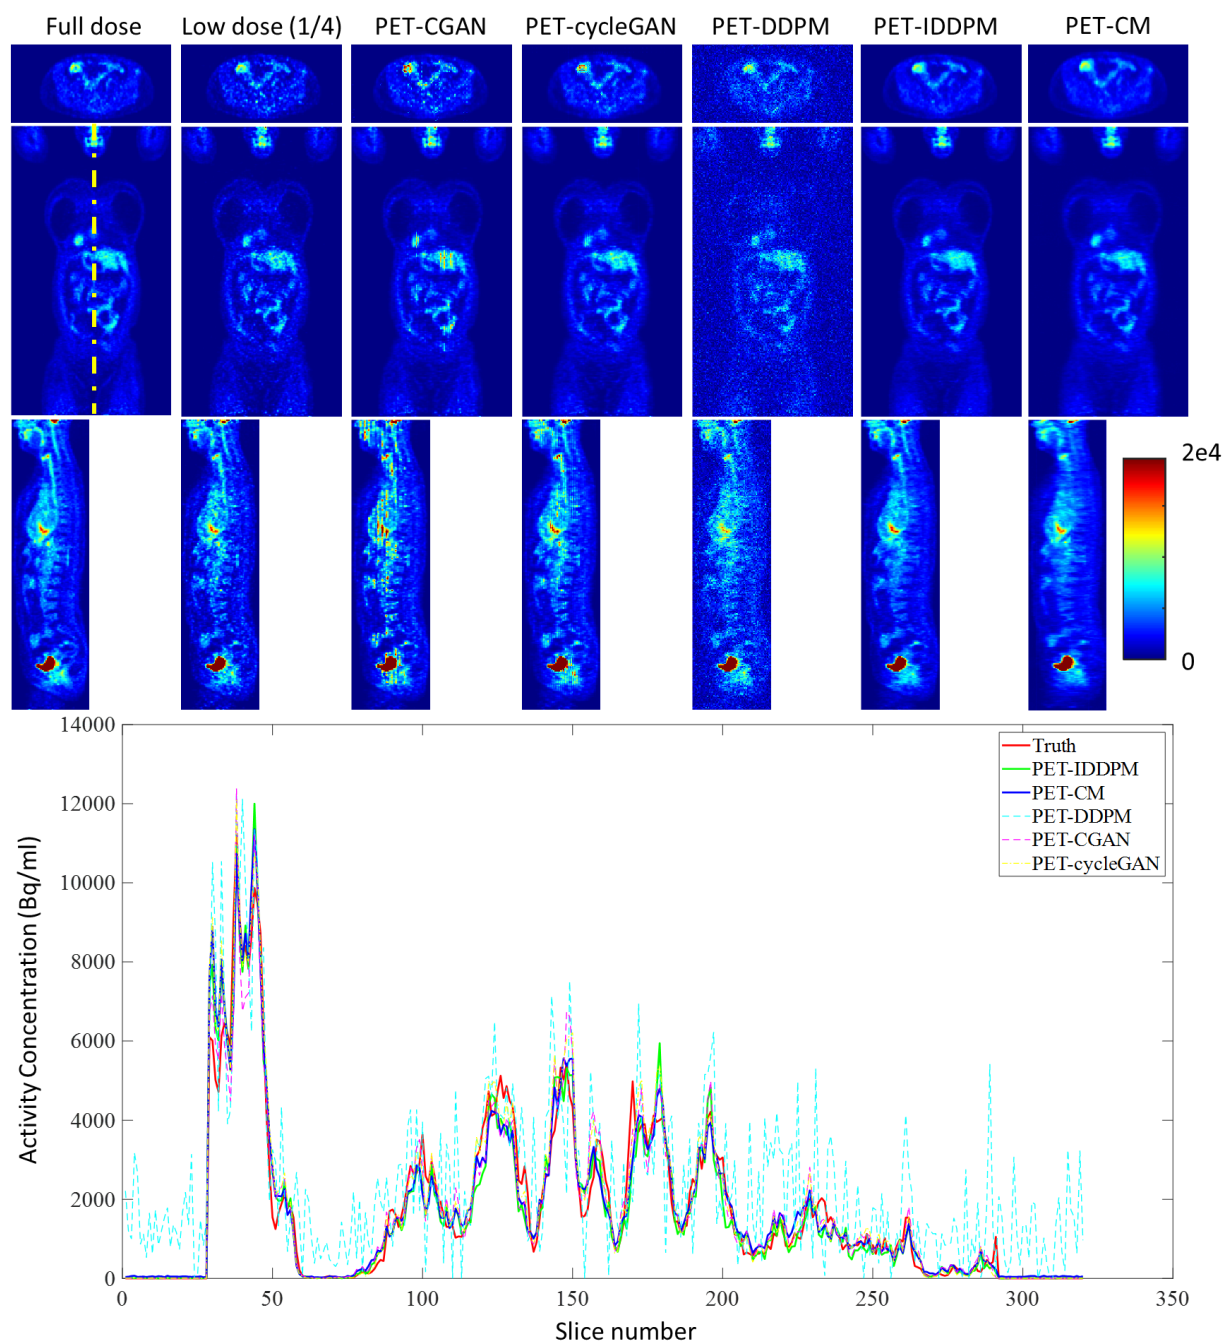 Full dose Low dose (1/4) PET-CGAN PET-cycleGAN PET-DDPM PET-IDDPM PET-CM
2e4
0
14000
12000
10000
8000
6000
4000
2000
0
Activity Concentration (Bq/ml)
Truth
PET-IDDPM
PET-CM
PET-DDPM
PET-CGAN
PET-cycleGAN
0 50 100 150 200 250 300 350
Slice number